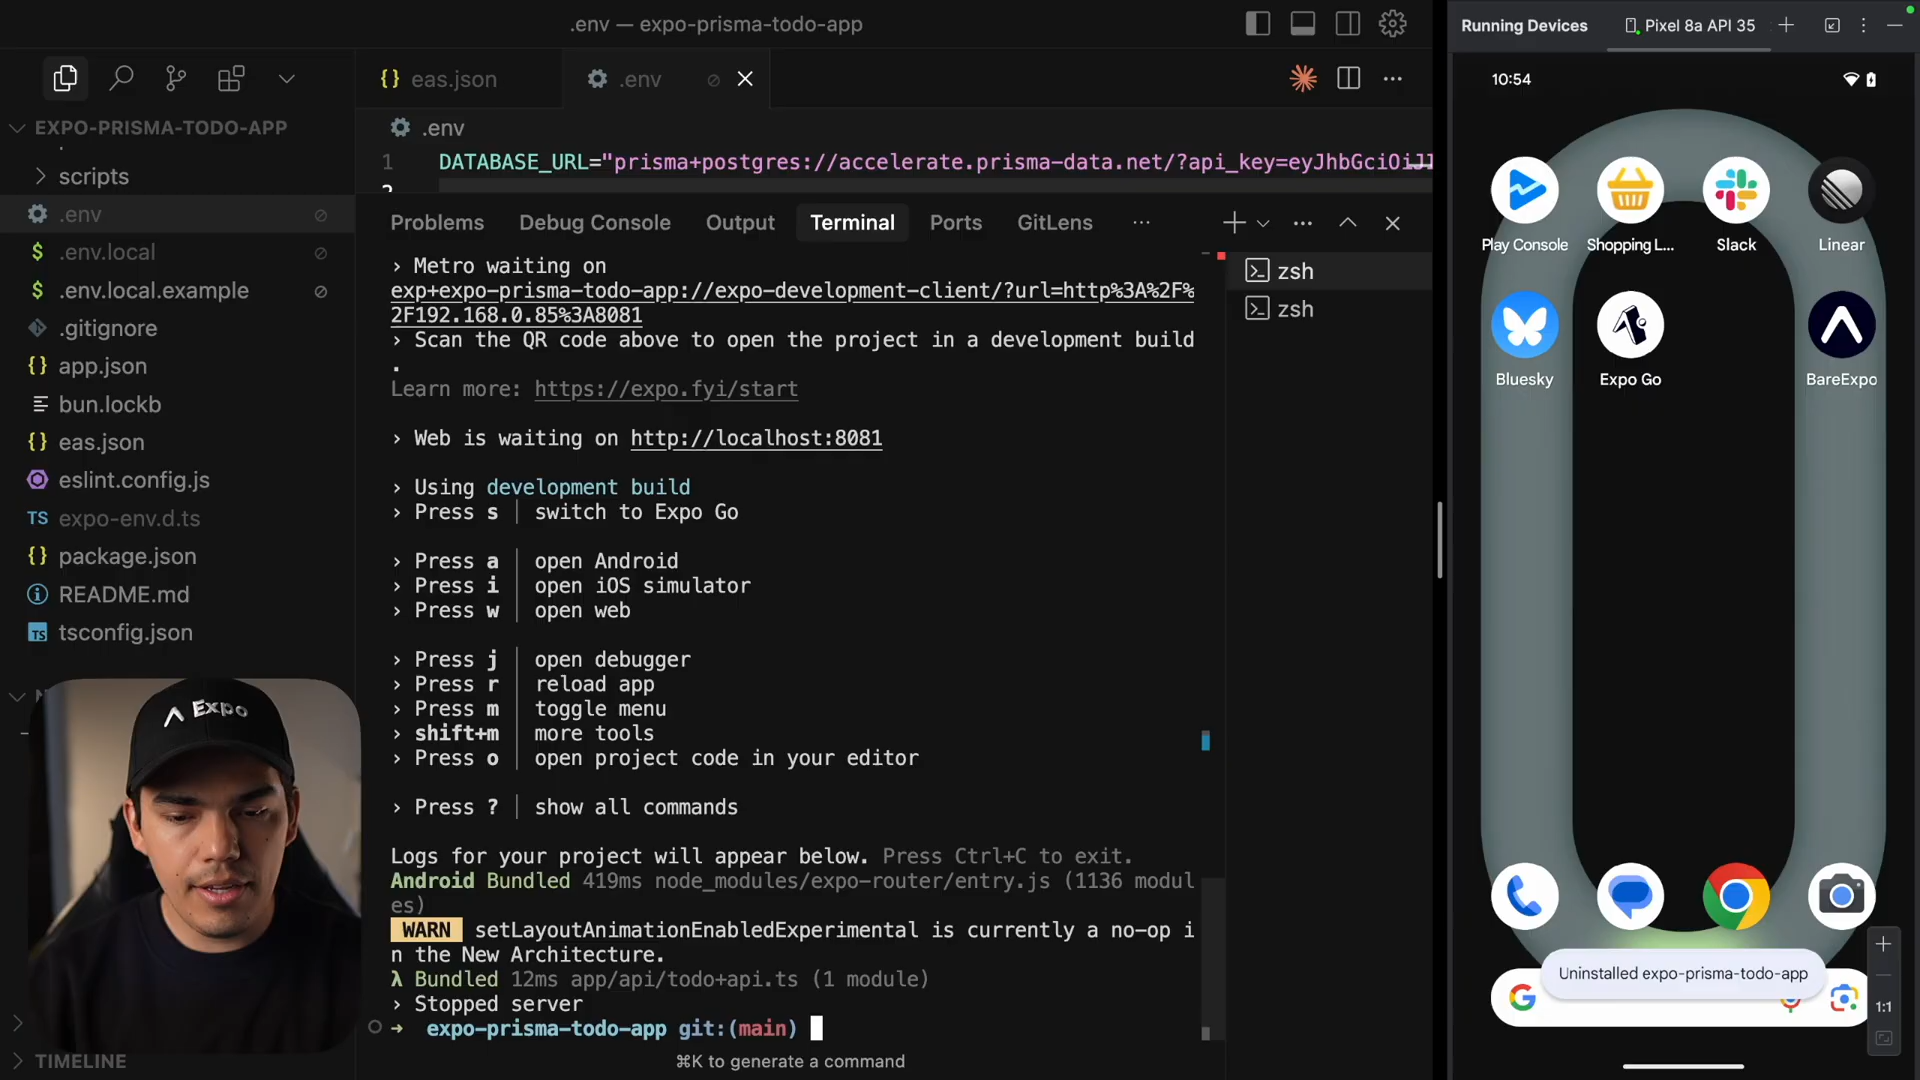 .env — expo-prisma-todo-app
EXPO-PRISMA-TODO-APP
scripts
.env
.env.local
.env.local.example
.gitignore
app.json
bun.lockb
eas.json
eslint.config.js
TS expo-env.d.ts
package.json
README.md
TS tsconfig.json
Expo
TIMELINE
{} eas.json
.env
.env
1 DATABASE_URL="prisma+postgres://accelerate.prisma-data.net/?api_key=eyJhbGciOiJ
2
Problems Debug Console Output Terminal Ports GitLens
› Metro waiting on
exp+expo-prisma-todo-app://expo-development-client/?url=http%3A%2F%
2F192.168.0.85%3A8081
› Scan the QR code above to open the project in a development build
.
Learn more: https://expo.fyi/start
› Web is waiting on http://localhost:8081
› Using development build
› Press s │ switch to Expo Go
› Press a │ open Android
› Press i │ open iOS simulator
› Press w │ open web
› Press j │ open debugger
› Press r │ reload app
› Press m │ toggle menu
› shift+m │ more tools
› Press o │ open project code in your editor
› Press ? │ show all commands
Logs for your project will appear below. Press Ctrl+C to exit.
Android Bundled 419ms node_modules/expo-router/entry.js (1136 modul
es)
WARN setLayoutAnimationEnabledExperimental is currently a no-op i
n the New Architecture.
λ Bundled 12ms app/api/todo+api.ts (1 module)
› Stopped server
➜ expo-prisma-todo-app git:(main)
⌘K to generate a command
zsh
zsh
Running Devices Pixel 8a API 35
10:54
Play Console Shopping L... Slack Linear
Bluesky Expo Go BareExpo
Uninstalled expo-prisma-todo-app
1:1